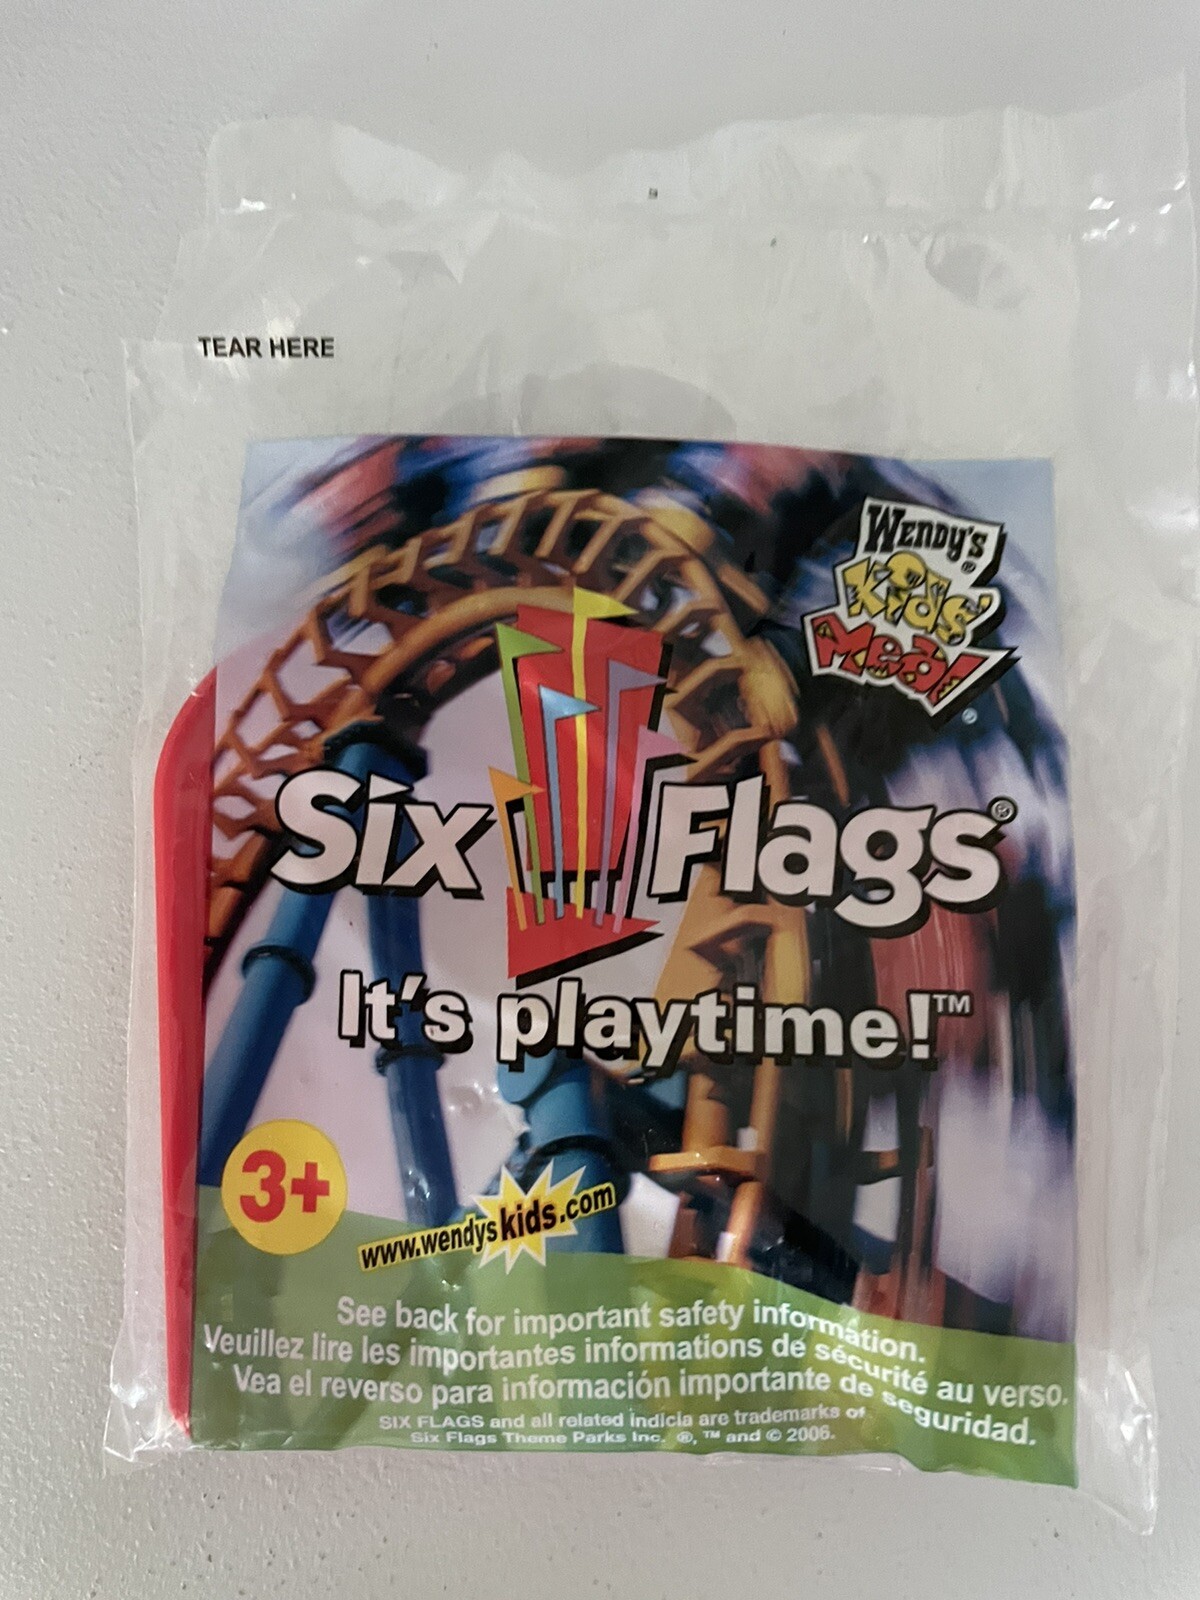 TEAR HERE
WENDY'S®
Kids'
Meal®
Six Flags®
It's playtime!™
3+
www.wendyskids.com
See back for important safety information.
Veuillez lire les importantes informations de sécurité au verso.
Vea el reverso para información importante de seguridad.
SIX FLAGS and all related indicia are trademarks of
Six Flags Theme Parks Inc. ®, ™ and © 2006.